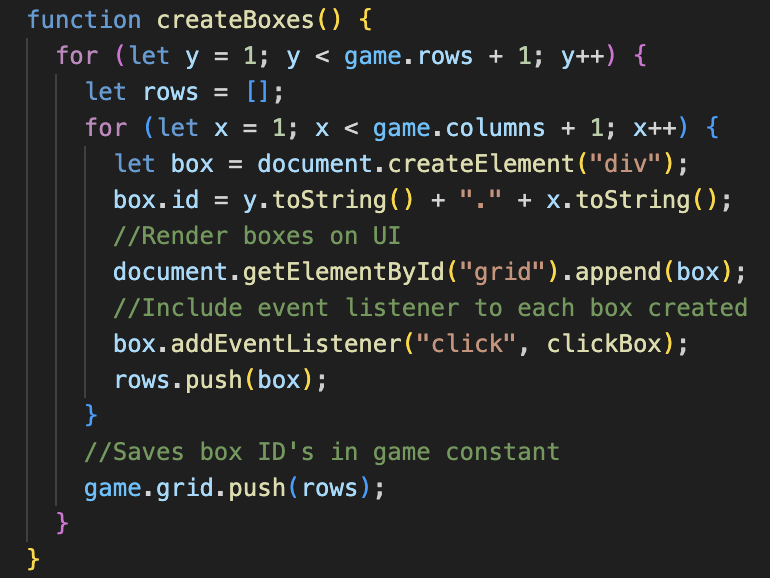 function createBoxes() {
  for (let y = 1; y < game.rows + 1; y++) {
    let rows = [];
    for (let x = 1; x < game.columns + 1; x++) {
      let box = document.createElement("div");
      box.id = y.toString() + "." + x.toString();
      //Render boxes on UI
      document.getElementById("grid").append(box);
      //Include event listener to each box created
      box.addEventListener("click", clickBox);
      rows.push(box);
    }
    //Saves box ID's in game constant
    game.grid.push(rows);
  }
}